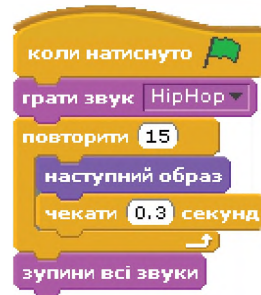 коли натиснуто
грати звук HipHop
повторити 15
наступний образ
чекати 0.3 секунд
зупини всі звуки